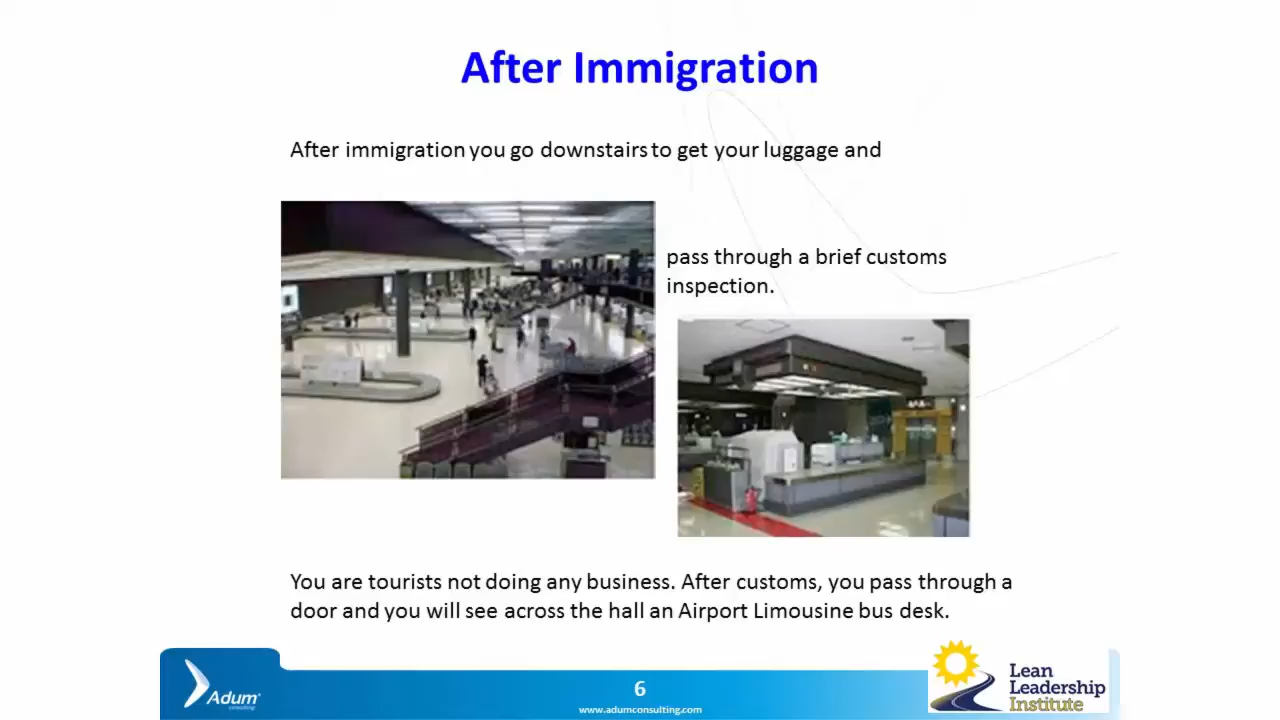 After Immigration
After immigration you go downstairs to get your luggage and
pass through a brief customs
inspection.
You are tourists not doing any business. After customs, you pass through a
door and you will see across the hall an Airport Limousine bus desk.
Adum
consulting
6
www.adumconsulting.com
Lean
Leadership
Institute